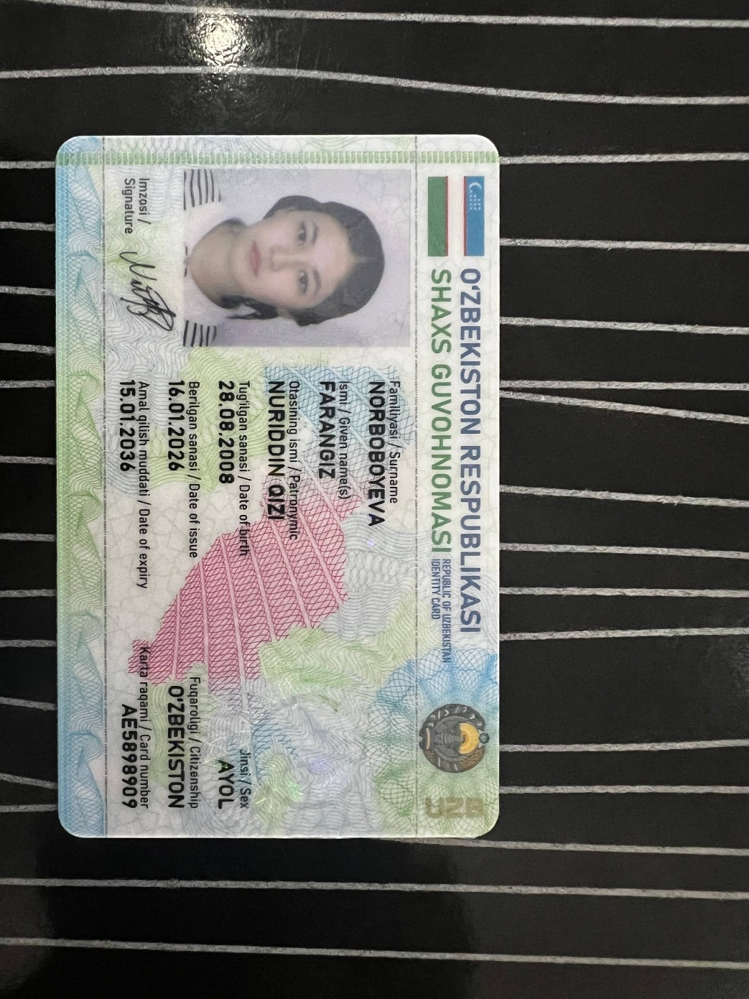 O'ZBEKISTON RESPUBLIKASI
SHAXS GUVOHNOMASI
REPUBLIC OF UZBEKISTAN
IDENTITY CARD
UZB
Familiyasi / Surname
NORBOBOYEVA
Ismi / Given name(s)
FARANGIZ
Otasining ismi / Patronymic
NURIDDIN QIZI
Tug'ilgan sanasi / Date of birth
28.08.2008
Jinsi / Sex
AYOL
Berilgan sanasi / Date of issue
16.01.2026
Fuqaroligi / Citizenship
O'ZBEKISTON
Amal qilish muddati / Date of expiry
15.01.2036
Karta raqami / Card number
AE5898909
Imzosi /
Signature